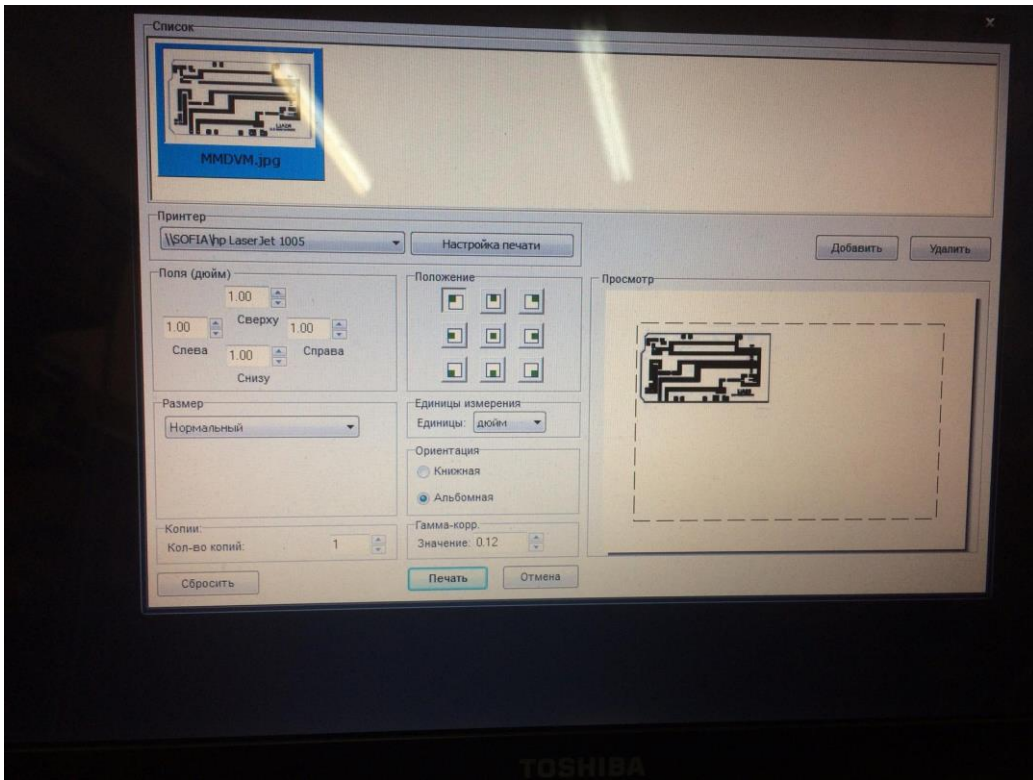 Список
MMDVM.jpg
Принтер
\\SOFIA\hp LaserJet 1005
Настройка печати
Добавить
Удалить
Поля (дюйм)
1.00
1.00
Сверху
1.00
Слева
1.00
Справа
Снизу
Положение
Просмотр
Размер
Нормальный
Единицы измерения
Единицы: дюйм
Ориентация
Книжная
Альбомная
Копии:
Кол-во копий: 1
Гамма-корр.
Значение: 0.12
Сбросить
Печать
Отмена
TOSHIBA